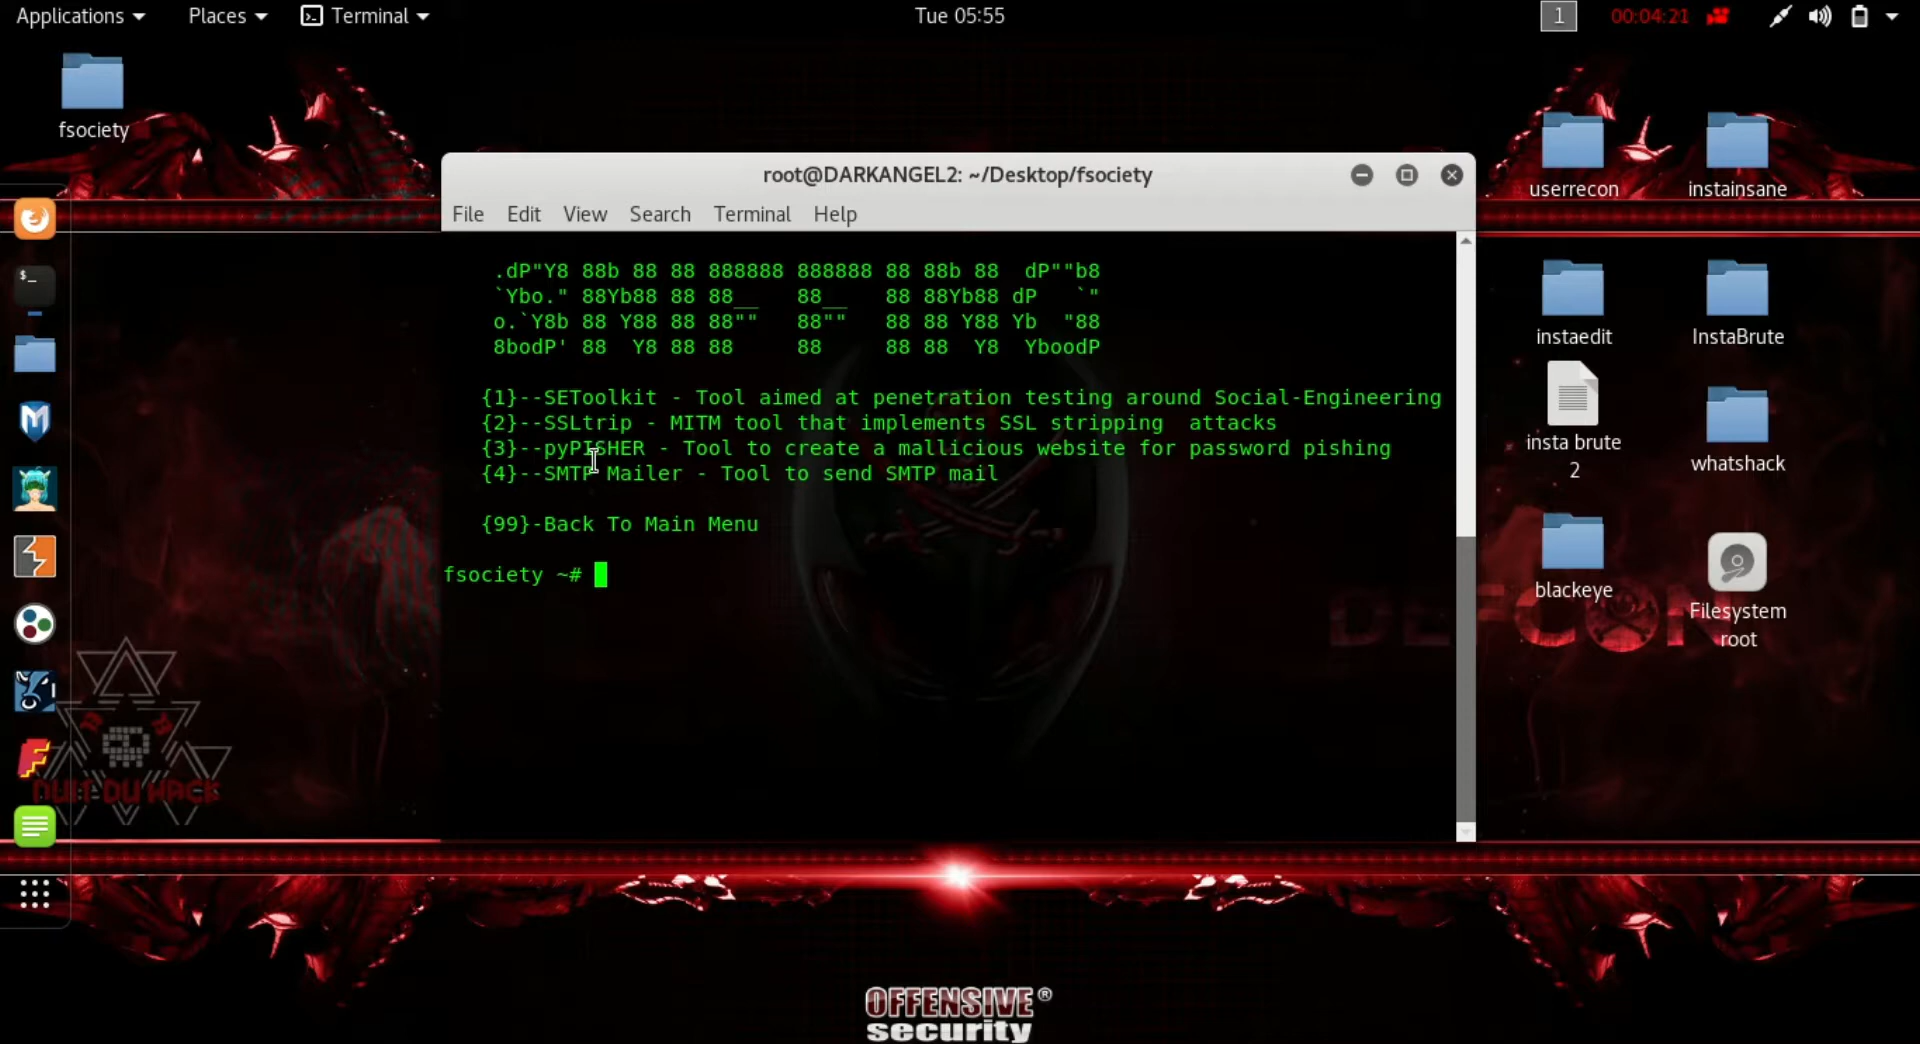 Applications Places Terminal Tue 05:55 1 00:04:21
fsociety
userrecon instainsane
root@DARKANGEL2: ~/Desktop/fsociety
File Edit View Search Terminal Help
.dP"Y8 88b 88 88 888888 888888 88 88b 88  dP""b8
`Ybo." 88Yb88 88 88__   88__   88 88Yb88 dP   `"
o.`Y8b 88 Y88 88 88""   88""   88 88 Y88 Yb  "88
8bodP' 88  Y8 88 88     88     88 88  Y8  YboodP
{1}--SEToolkit - Tool aimed at penetration testing around Social-Engineering
{2}--SSLtrip - MITM tool that implements SSL stripping  attacks
{3}--pyPISHER - Tool to create a mallicious website for password pishing
{4}--SMTP Mailer - Tool to send SMTP mail
{99}-Back To Main Menu
fsociety ~#
instaedit InstaBrute
insta brute
2
whatshack
blackeye
Filesystem
root
DEFCON
NUIT DU HACK
OFFENSIVE®
security